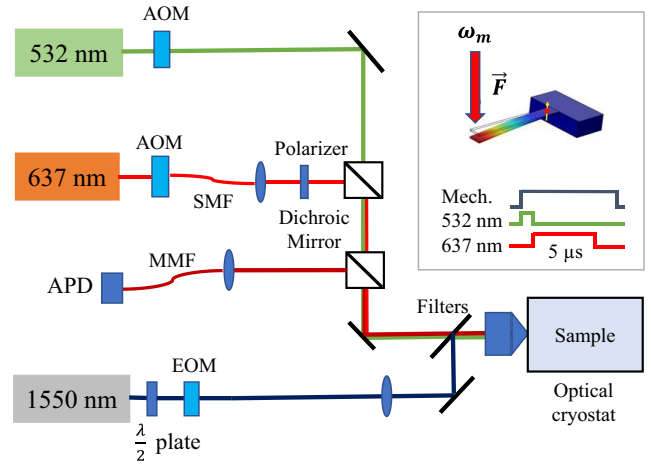 AOM
532 nm
AOM
637 nm
SMF
Polarizer
Dichroic
Mirror
MMF
APD
Filters
EOM
1550 nm
λ/2 plate
Sample
Optical
cryostat
ω_m
F⃗
Mech.
532 nm
637 nm
5 μs